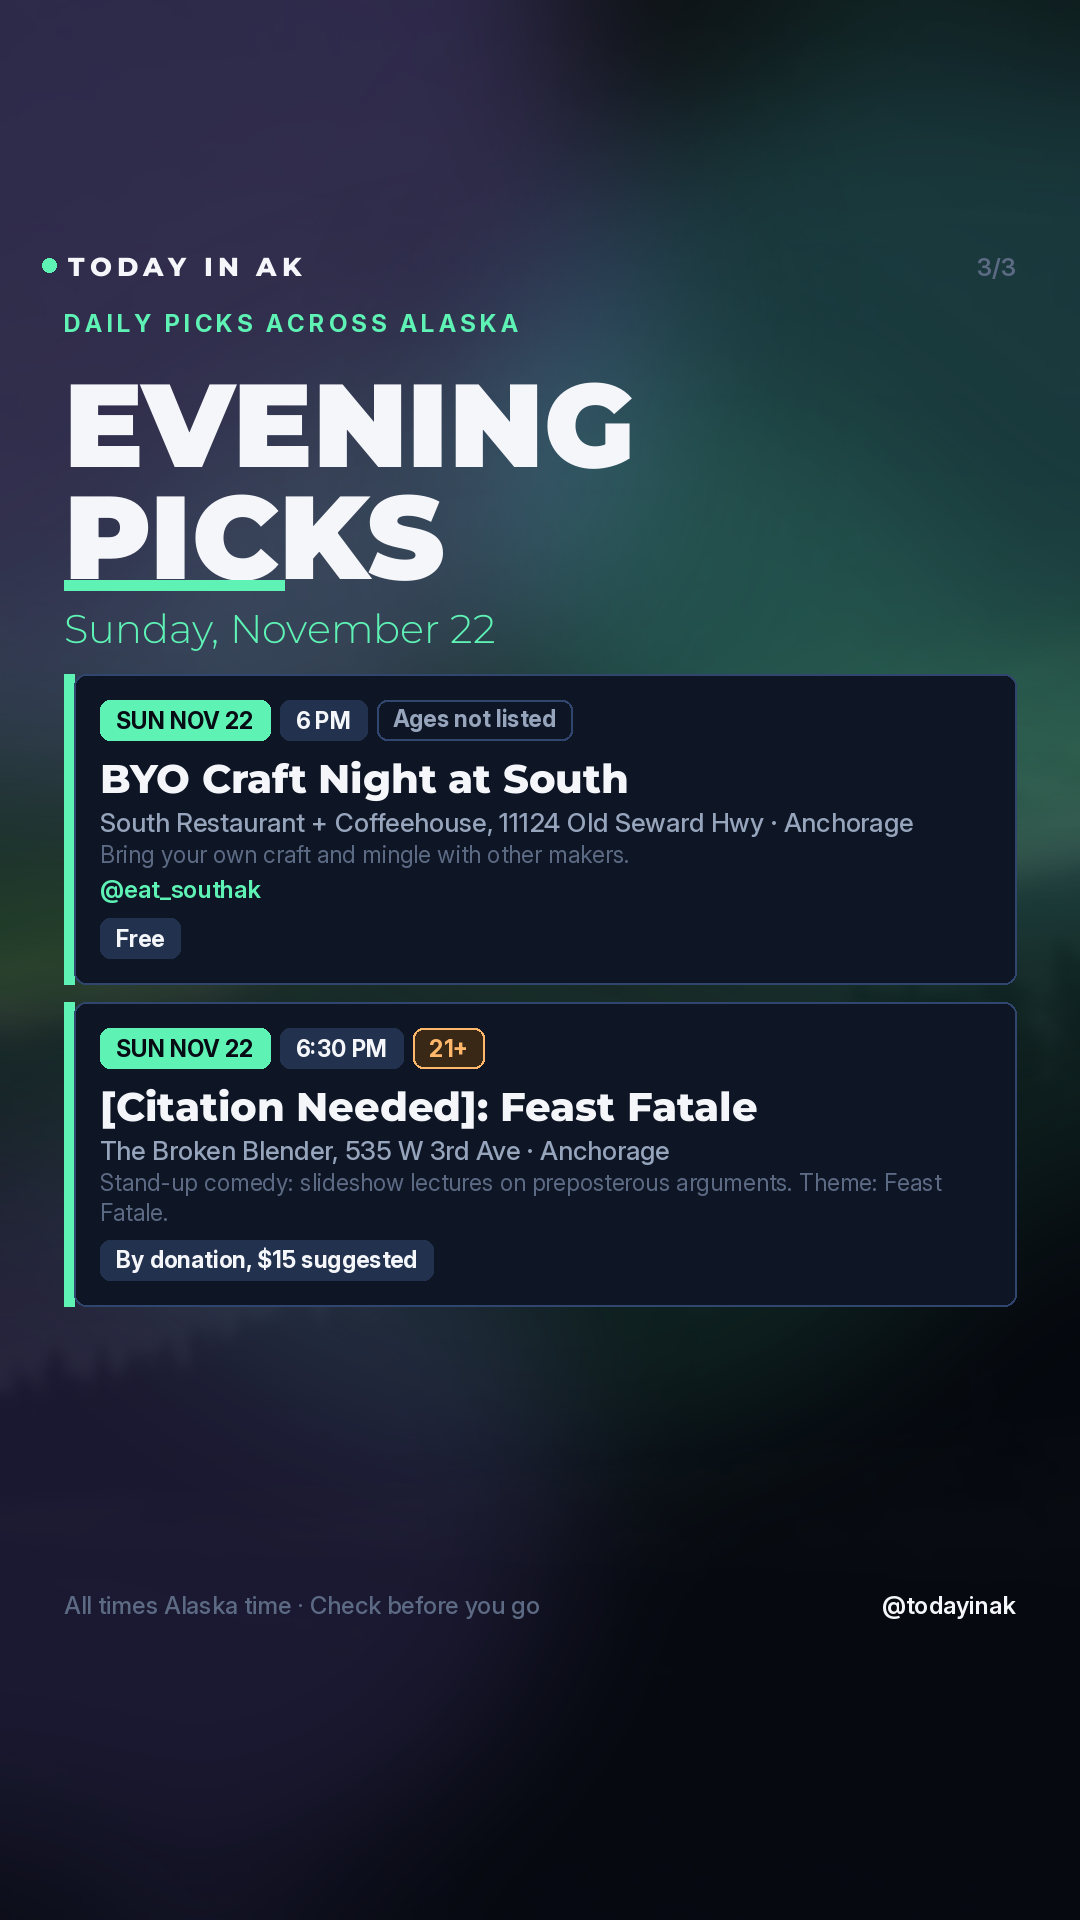 TODAY IN AK
3/3
DAILY PICKS ACROSS ALASKA
EVENING
PICKS
Sunday, November 22
SUN NOV 22
6 PM
Ages not listed
BYO Craft Night at South
South Restaurant + Coffeehouse, 11124 Old Seward Hwy · Anchorage
Bring your own craft and mingle with other makers.
@eat_southak
Free
SUN NOV 22
6:30 PM
21+
[Citation Needed]: Feast Fatale
The Broken Blender, 535 W 3rd Ave · Anchorage
Stand-up comedy: slideshow lectures on preposterous arguments. Theme: Feast
Fatale.
By donation, $15 suggested
All times Alaska time · Check before you go
@todayinak